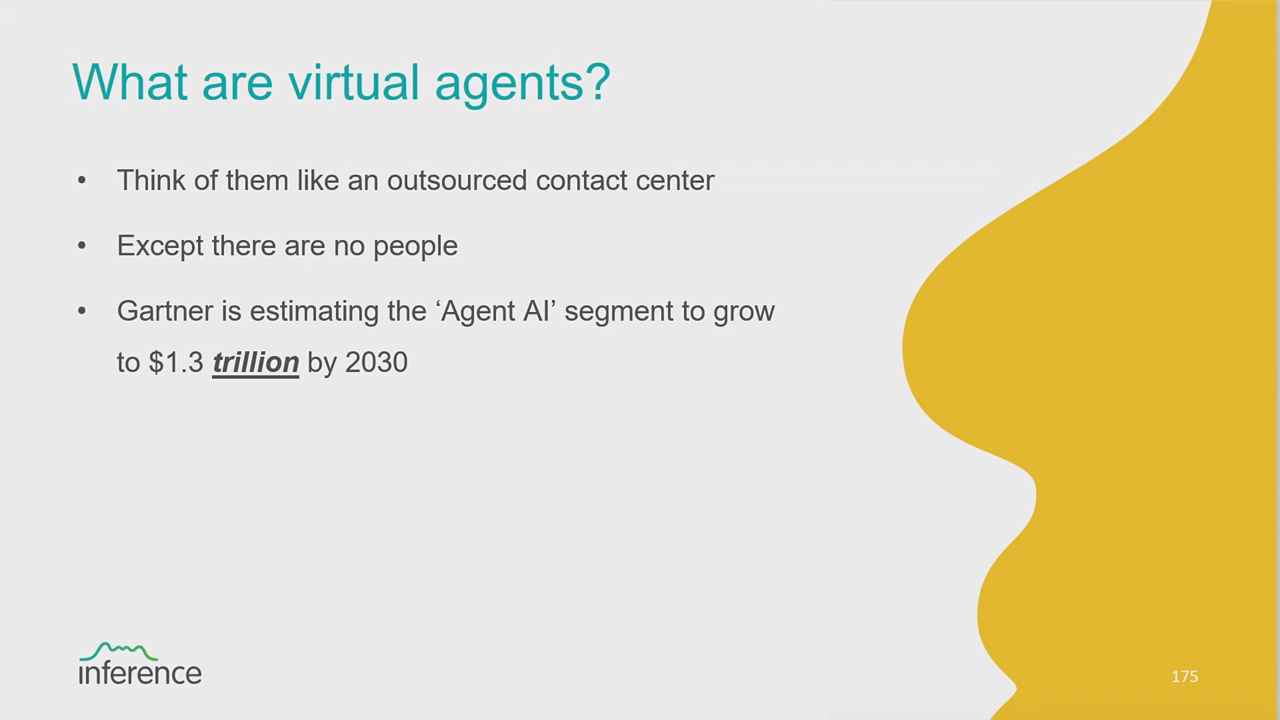 What are virtual agents?
• Think of them like an outsourced contact center
• Except there are no people
• Gartner is estimating the ‘Agent AI’ segment to grow
to $1.3 trillion by 2030
inference
175